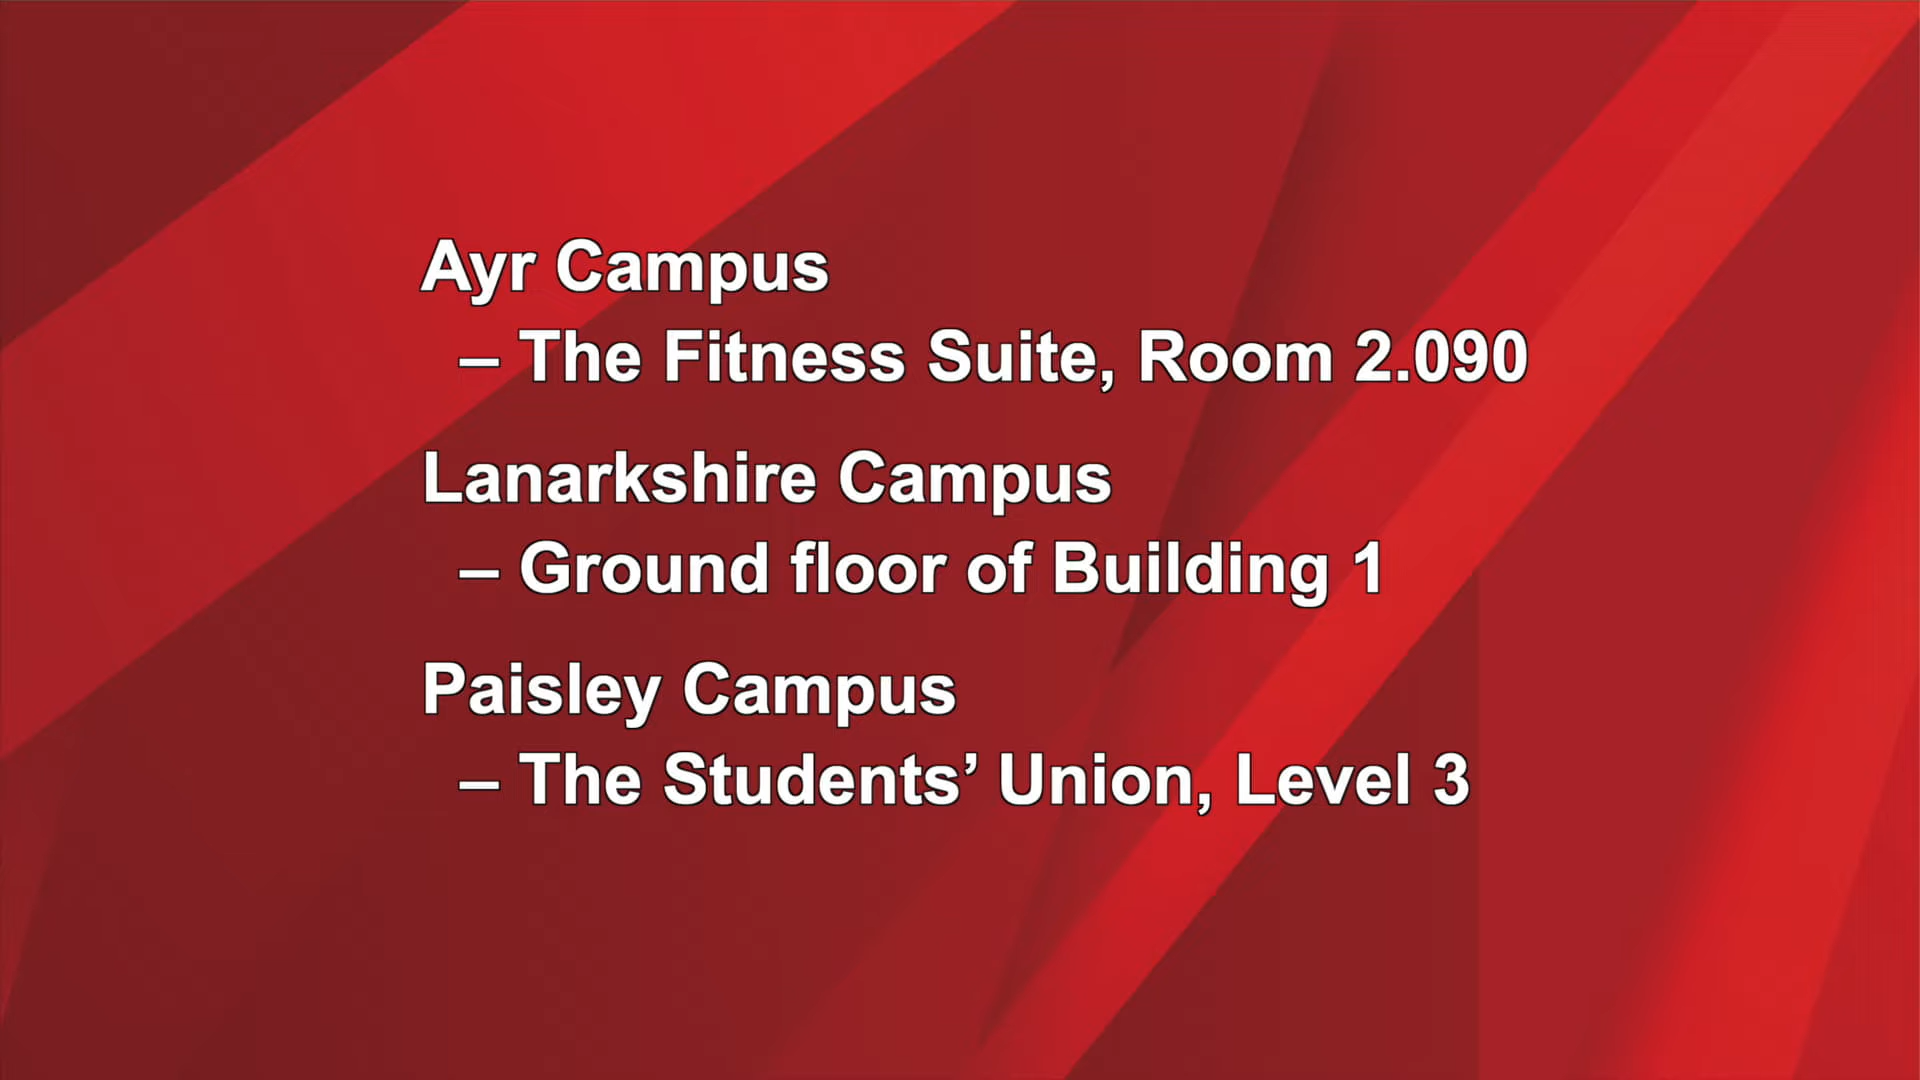 Ayr Campus
– The Fitness Suite, Room 2.090
Lanarkshire Campus
– Ground floor of Building 1
Paisley Campus
– The Students’ Union, Level 3